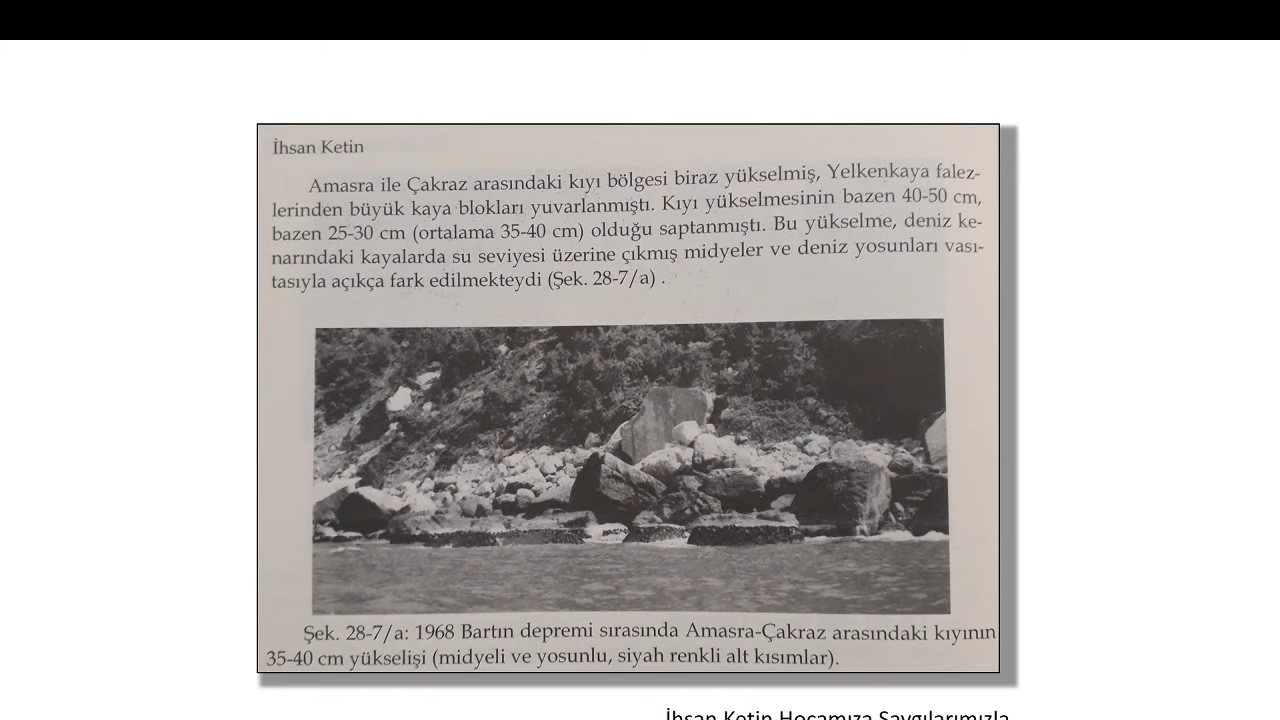 İhsan Ketin
Amasra ile Çakraz arasındaki kıyı bölgesi biraz yükselmiş, Yelkenkaya falez-
lerinden büyük kaya blokları yuvarlanmıştı. Kıyı yükselmesinin bazen 40-50 cm,
bazen 25-30 cm (ortalama 35-40 cm) olduğu saptanmıştı. Bu yükselme, deniz ke-
narındaki kayalarda su seviyesi üzerine çıkmış midyeler ve deniz yosunları vası-
tasıyla açıkça fark edilmekteydi (Şek. 28-7/a) .
Şek. 28-7/a: 1968 Bartın depremi sırasında Amasra-Çakraz arasındaki kıyının
35-40 cm yükselişi (midyeli ve yosunlu, siyah renkli alt kısımlar).
İhsan Ketin Hocamıza Saygılarımızla